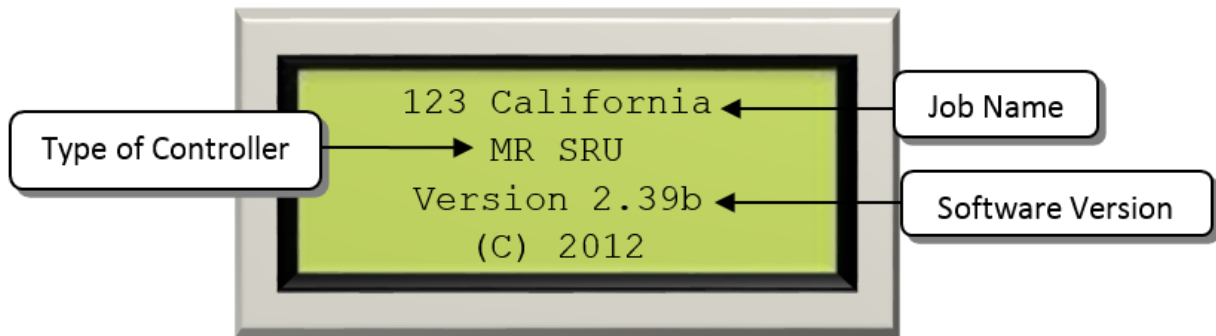 123 California
Job Name
Type of Controller
MR SRU
Version 2.39b
Software Version
(C) 2012